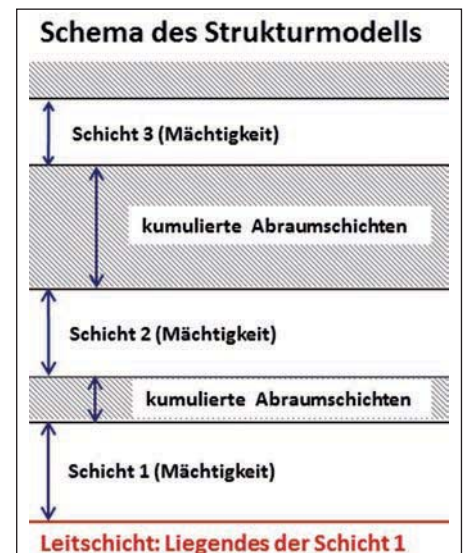 Schema des Strukturmodells
Schicht 3 (Mächtigkeit)
kumulierte Abraumschichten
Schicht 2 (Mächtigkeit)
kumulierte Abraumschichten
Schicht 1 (Mächtigkeit)
Leitschicht: Liegendes der Schicht 1